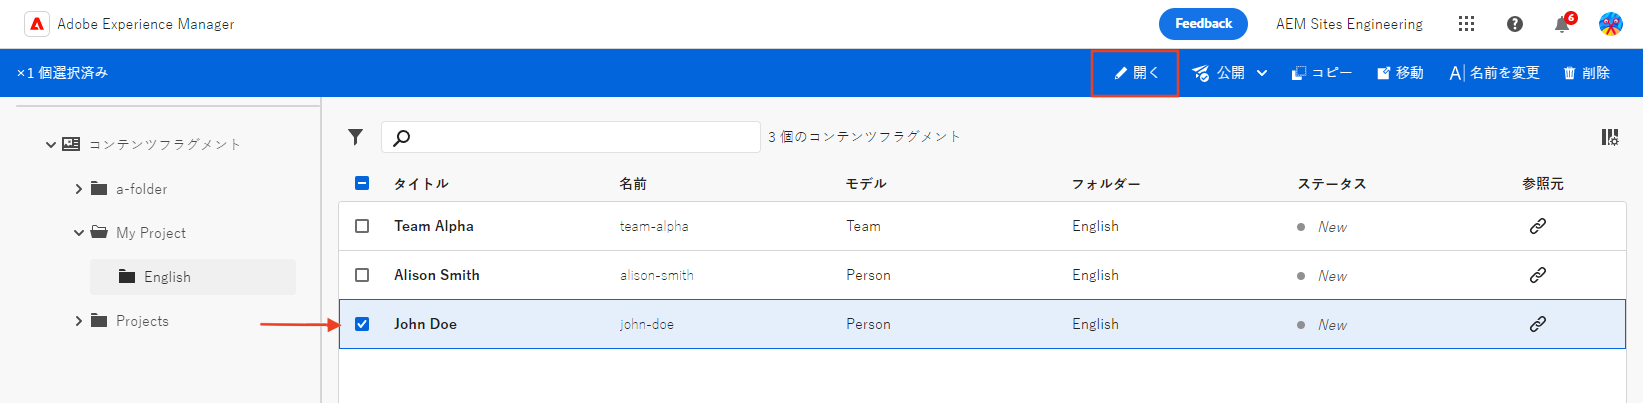 Adobe Experience Manager
Feedback
AEM Sites Engineering
6
×1 個選択済み
開く
公開
コピー
移動
名前を変更
削除
コンテンツフラグメント
a-folder
My Project
English
Projects
3 個のコンテンツフラグメント
タイトル 名前 モデル フォルダー ステータス 参照元
Team Alpha team-alpha Team English New
Alison Smith alison-smith Person English New
John Doe john-doe Person English New